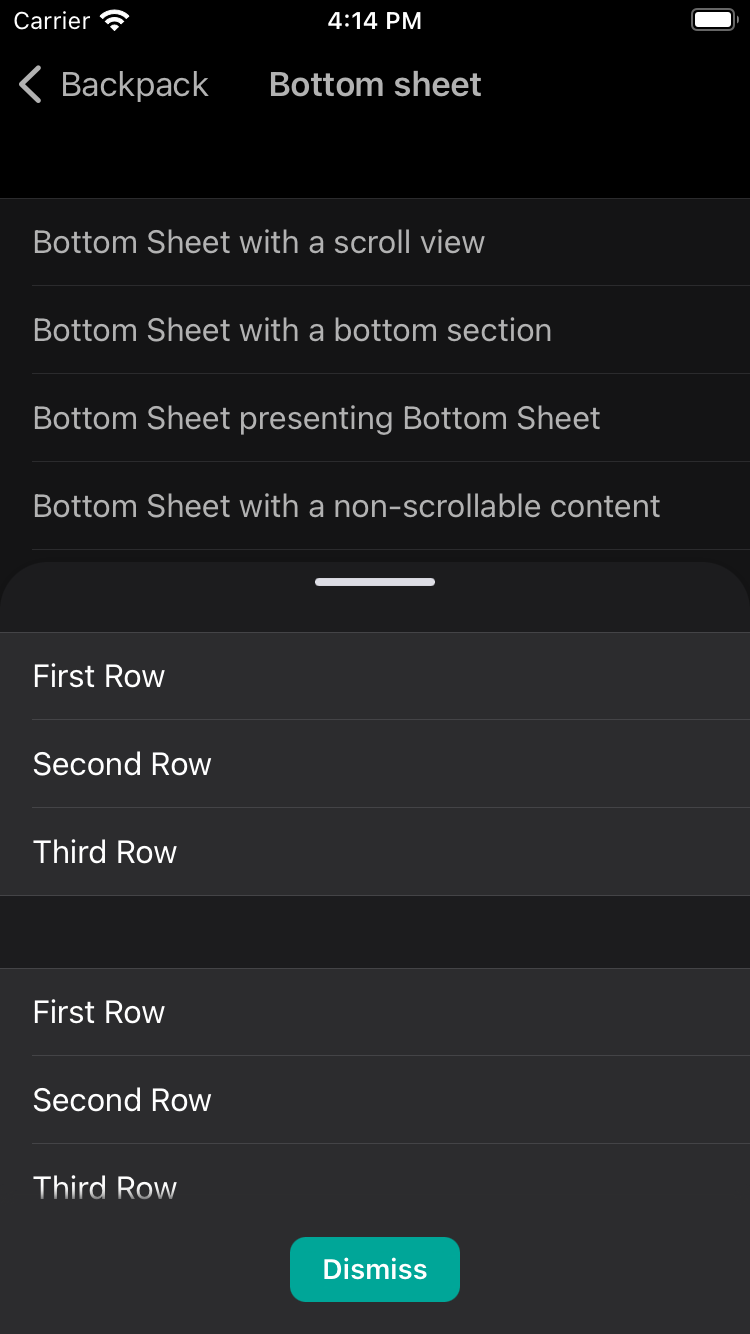 Carrier 4:14 PM
Backpack Bottom sheet
Bottom Sheet with a scroll view
Bottom Sheet with a bottom section
Bottom Sheet presenting Bottom Sheet
Bottom Sheet with a non-scrollable content
First Row
Second Row
Third Row
First Row
Second Row
Third Row
Dismiss